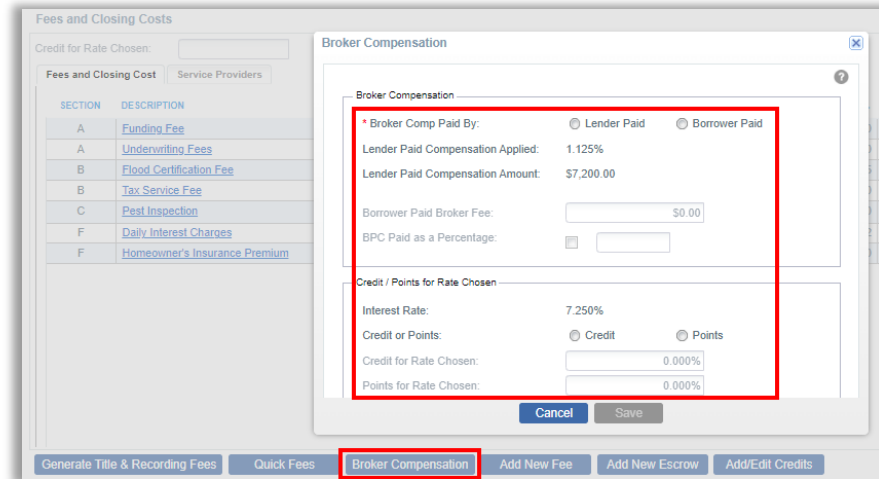 Fees and Closing Costs
Credit for Rate Chosen:
Fees and Closing Cost Service Providers
SECTION DESCRIPTION
A Funding Fee
A Underwriting Fees
B Flood Certification Fee
B Tax Service Fee
C Pest Inspection
F Daily Interest Charges
F Homeowner's Insurance Premium
Broker Compensation
Broker Compensation
* Broker Comp Paid By: Lender Paid Borrower Paid
Lender Paid Compensation Applied: 1.125%
Lender Paid Compensation Amount: $7,200.00
Borrower Paid Broker Fee: $0.00
BPC Paid as a Percentage:
Credit / Points for Rate Chosen
Interest Rate: 7.250%
Credit or Points: Credit Points
Credit for Rate Chosen: 0.000%
Points for Rate Chosen: 0.000%
Cancel Save
Generate Title & Recording Fees Quick Fees Broker Compensation Add New Fee Add New Escrow Add/Edit Credits